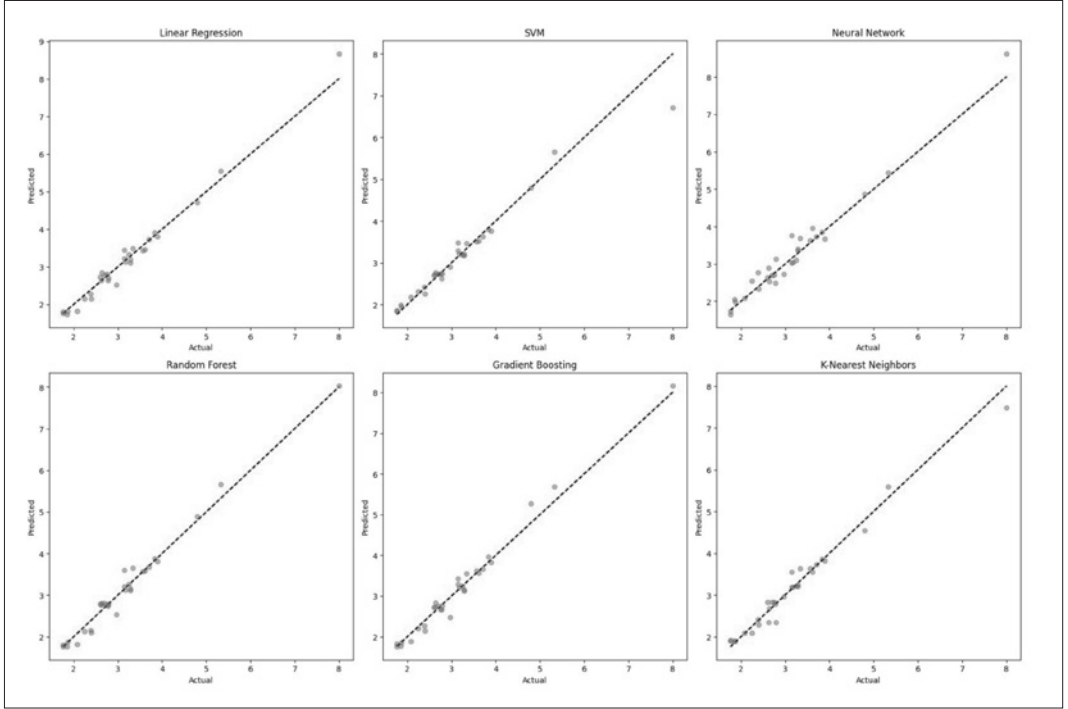 Linear Regression
9
8
7
6
5
4
3
2
Predicted
2 3 4 5 6 7 8
Actual
SVM
8
7
6
5
4
3
2
Predicted
2 3 4 5 6 7 8
Actual
Neural Network
8
7
6
5
4
3
2
Predicted
2 3 4 5 6 7 8
Actual
Random Forest
8
7
6
5
4
3
2
Predicted
2 3 4 5 6 7 8
Actual
Gradient Boosting
8
7
6
5
4
3
2
Predicted
2 3 4 5 6 7 8
Actual
K-Nearest Neighbors
8
7
6
5
4
3
2
Predicted
2 3 4 5 6 7 8
Actual